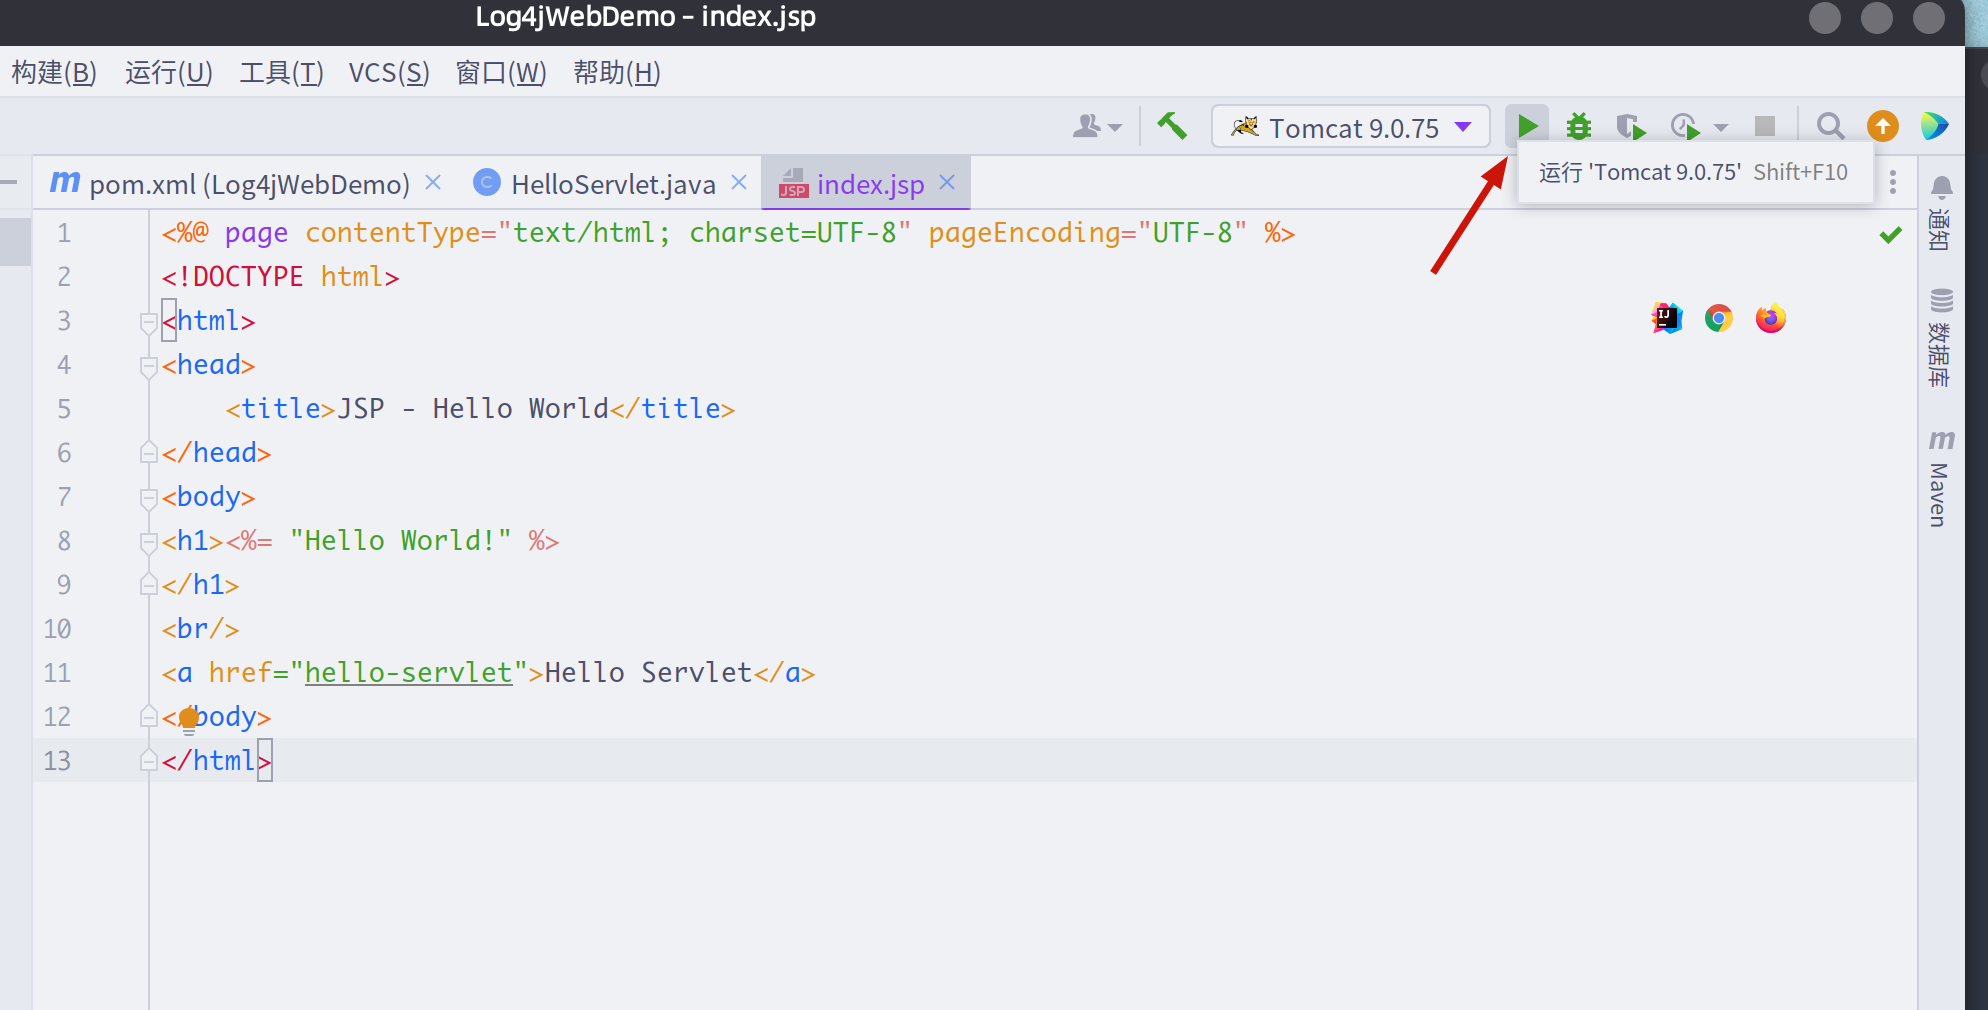 Log4jWebDemo – index.jsp
构建(B) 运行(U) 工具(T) VCS(S) 窗口(W) 帮助(H)
Tomcat 9.0.75
运行 'Tomcat 9.0.75' Shift+F10
m pom.xml (Log4jWebDemo) C HelloServlet.java JSP index.jsp
1 <%@ page contentType="text/html; charset=UTF-8" pageEncoding="UTF-8" %>
2 <!DOCTYPE html>
3 <html>
4 <head>
5     <title>JSP - Hello World</title>
6 </head>
7 <body>
8 <h1><%= "Hello World!" %>
9 </h1>
10 <br/>
11 <a href="hello-servlet">Hello Servlet</a>
12 </body>
13 </html>
IJ
通知
数据库
m Maven